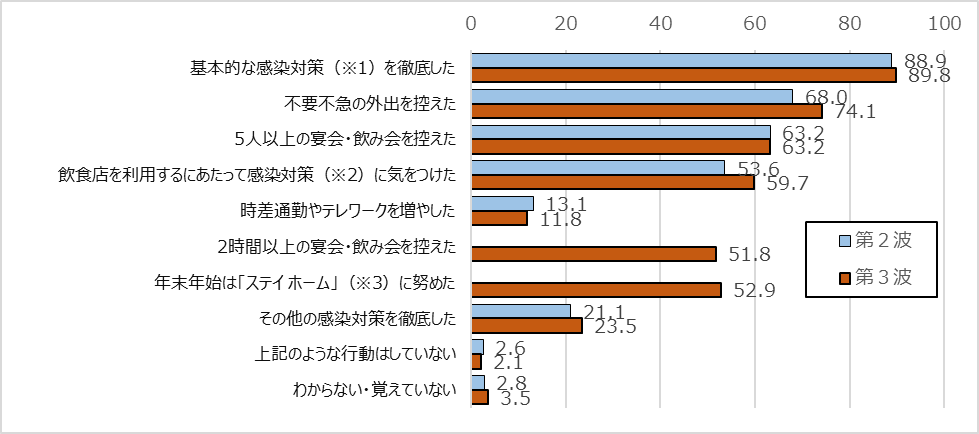 0 20 40 60 80 100
基本的な感染対策（※1）を徹底した 88.9
89.8
不要不急の外出を控えた 68.0
74.1
5人以上の宴会・飲み会を控えた 63.2
63.2
飲食店を利用するにあたって感染対策（※2）に気をつけた 53.6
59.7
時差通勤やテレワークを増やした 13.1
11.8
2時間以上の宴会・飲み会を控えた 51.8
年末年始は「ステイホーム」（※3）に努めた 52.9
その他の感染対策を徹底した 21.1
23.5
上記のような行動はしていない 2.6
2.1
わからない・覚えていない 2.8
3.5
第２波
第３波